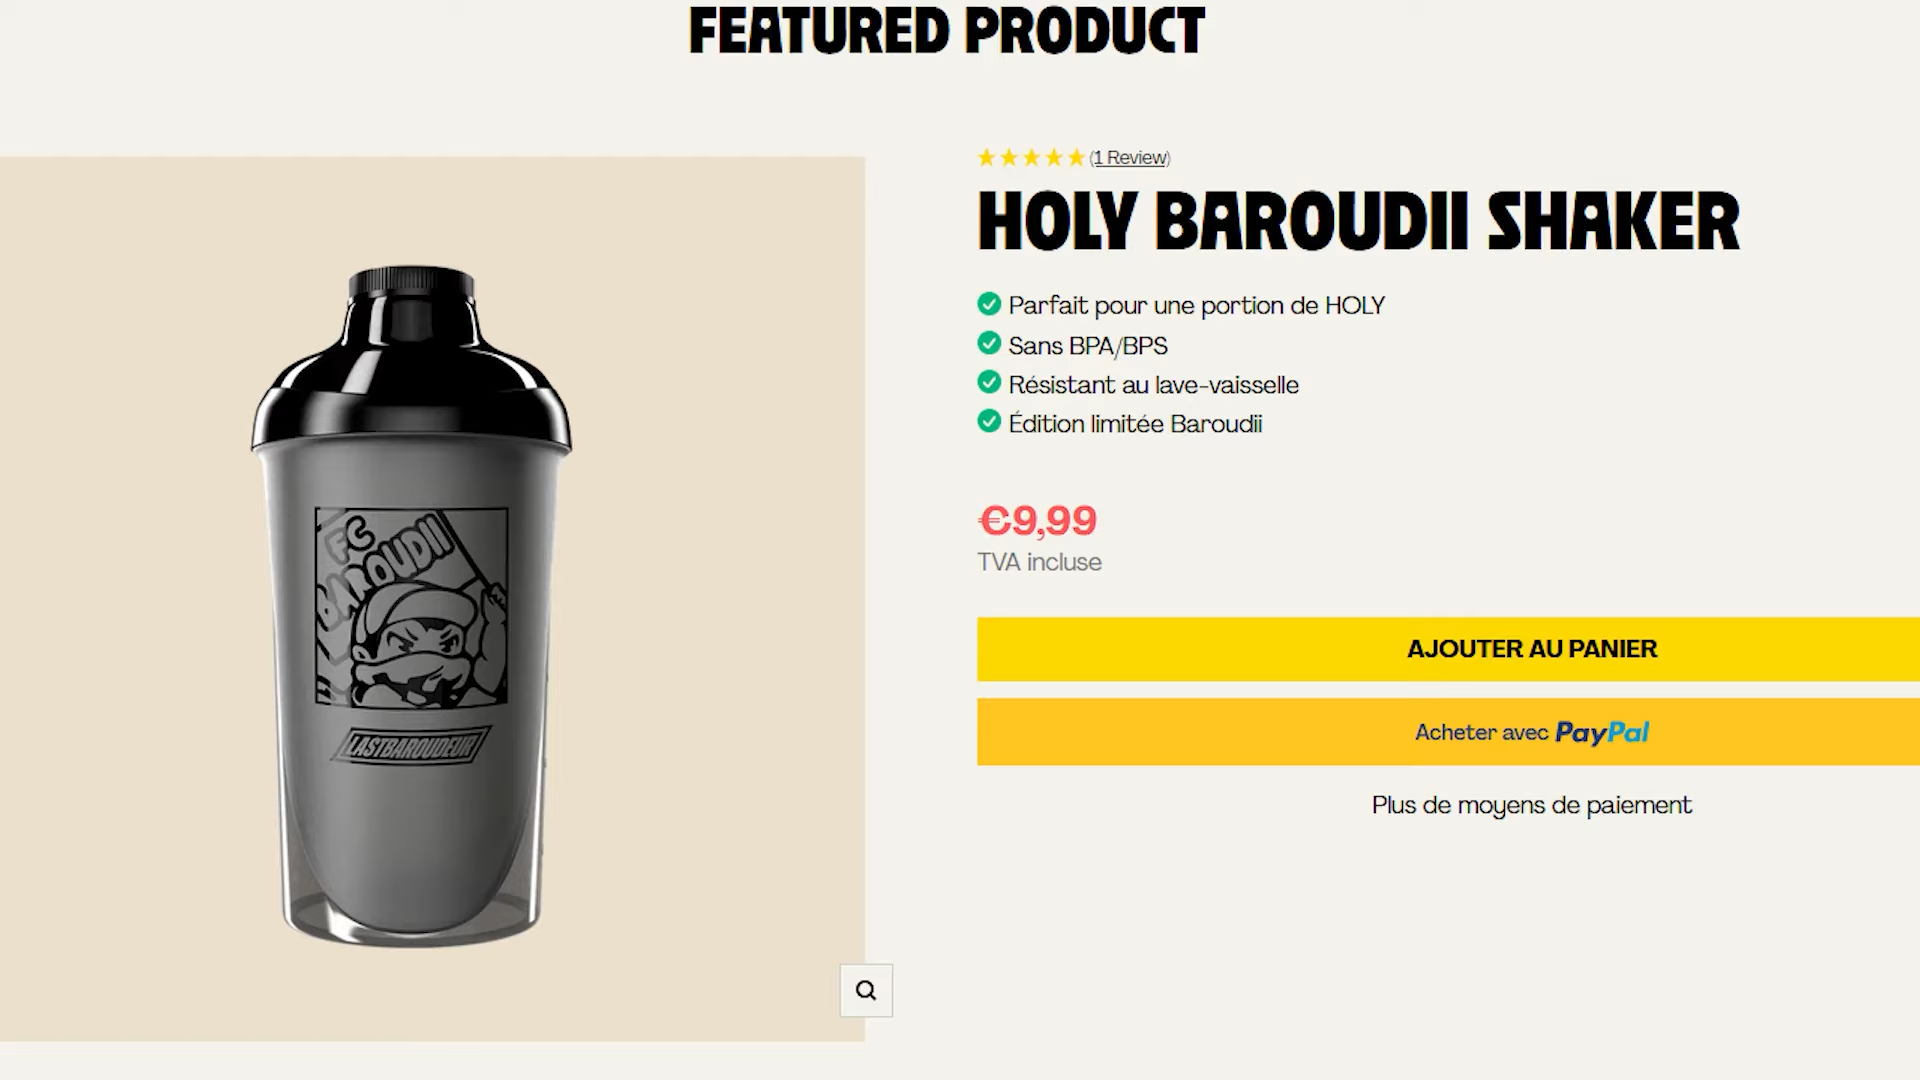 FEATURED PRODUCT
(1 Review)
HOLY BAROUDII SHAKER
Parfait pour une portion de HOLY
Sans BPA/BPS
Résistant au lave-vaisselle
Édition limitée Baroudii
€9,99
TVA incluse
AJOUTER AU PANIER
Acheter avec PayPal
Plus de moyens de paiement
FC
BAROUDII
LASTBAROUDEUR